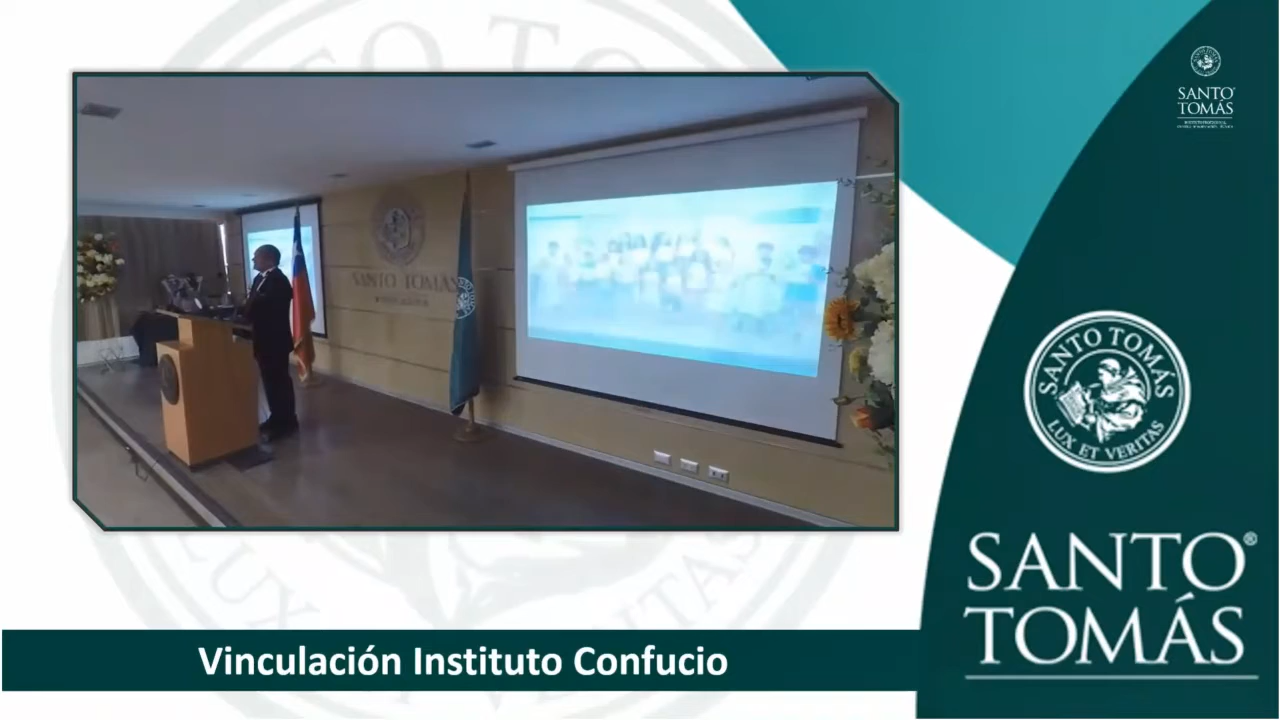 SANTO
TOMÁS
SANTO TOMÁS
SANTO TOMÁS
LUX ET VERITAS
SANTO®
TOMÁS
Vinculación Instituto Confucio